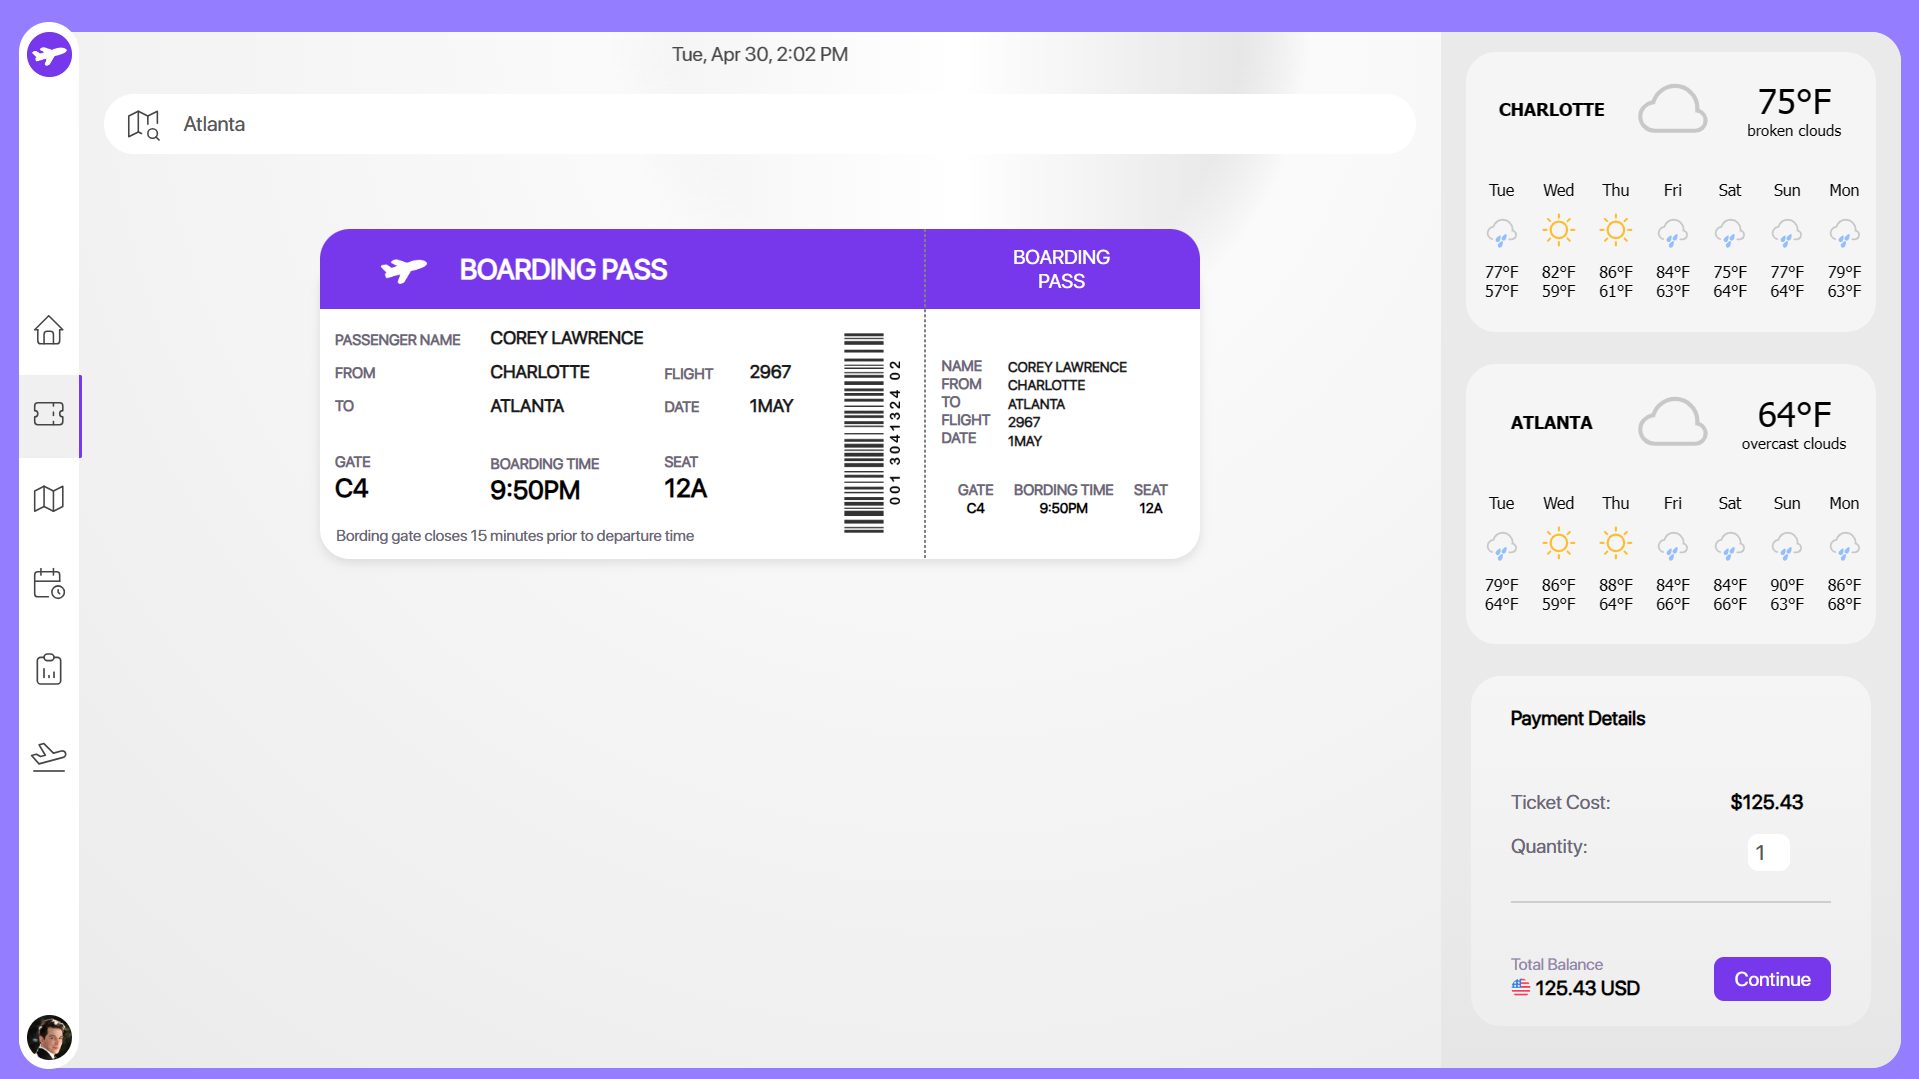 Tue, Apr 30, 2:02 PM
Atlanta
BOARDING PASS
PASSENGER NAME COREY LAWRENCE
FROM CHARLOTTE FLIGHT 2967
TO ATLANTA DATE 1MAY
GATE BOARDING TIME SEAT
C4 9:50PM 12A
Bording gate closes 15 minutes prior to departure time
001 3041324 02
BOARDING
PASS
NAME COREY LAWRENCE
FROM CHARLOTTE
TO ATLANTA
FLIGHT 2967
DATE 1MAY
GATE BORDING TIME SEAT
C4 9:50PM 12A
CHARLOTTE
75°F
broken clouds
Tue Wed Thu Fri Sat Sun Mon
77°F 82°F 86°F 84°F 75°F 77°F 79°F
57°F 59°F 61°F 63°F 64°F 64°F 63°F
ATLANTA
64°F
overcast clouds
Tue Wed Thu Fri Sat Sun Mon
79°F 86°F 88°F 84°F 84°F 90°F 86°F
64°F 59°F 64°F 66°F 66°F 63°F 68°F
Payment Details
Ticket Cost: $125.43
Quantity: 1
Total Balance
125.43 USD
Continue